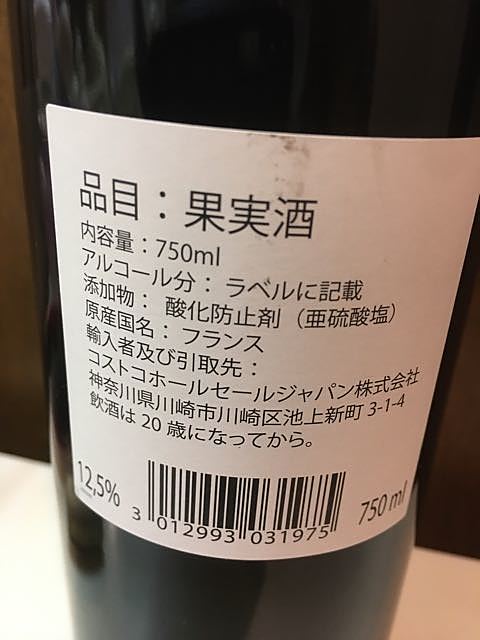 品目：果実酒
内容量：750ml
アルコール分：ラベルに記載
添加物：酸化防止剤（亜硫酸塩）
原産国名：フランス
輸入者及び引取先：
コストコホールセールジャパン株式会社
神奈川県川崎市川崎区池上新町 3-1-4
飲酒は 20 歳になってから。
12,5%
750 ml
3 012993 031975